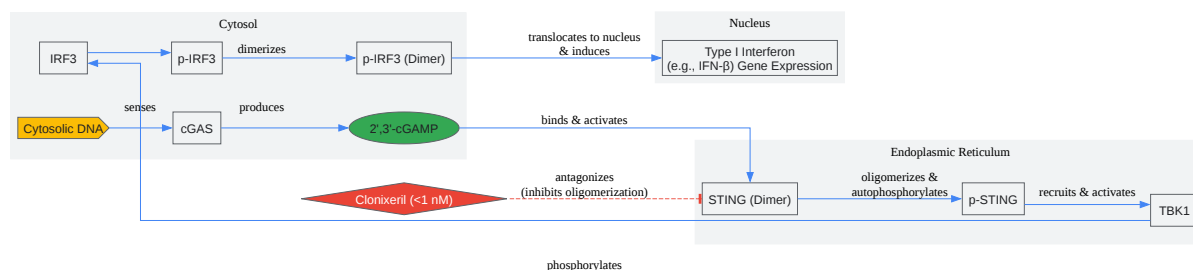 Cytosol
Nucleus
IRF3
p-IRF3
dimerizes
p-IRF3 (Dimer)
translocates to nucleus
& induces
Type I Interferon
(e.g., IFN-β) Gene Expression
Cytosolic DNA
senses
cGAS
produces
2',3'-cGAMP
binds & activates
Endoplasmic Reticulum
Clonixeril (<1 nM)
antagonizes
(inhibits oligomerization)
STING (Dimer)
oligomerizes &
autophosphorylates
p-STING
recruits & activates
TBK1
phosphorylates